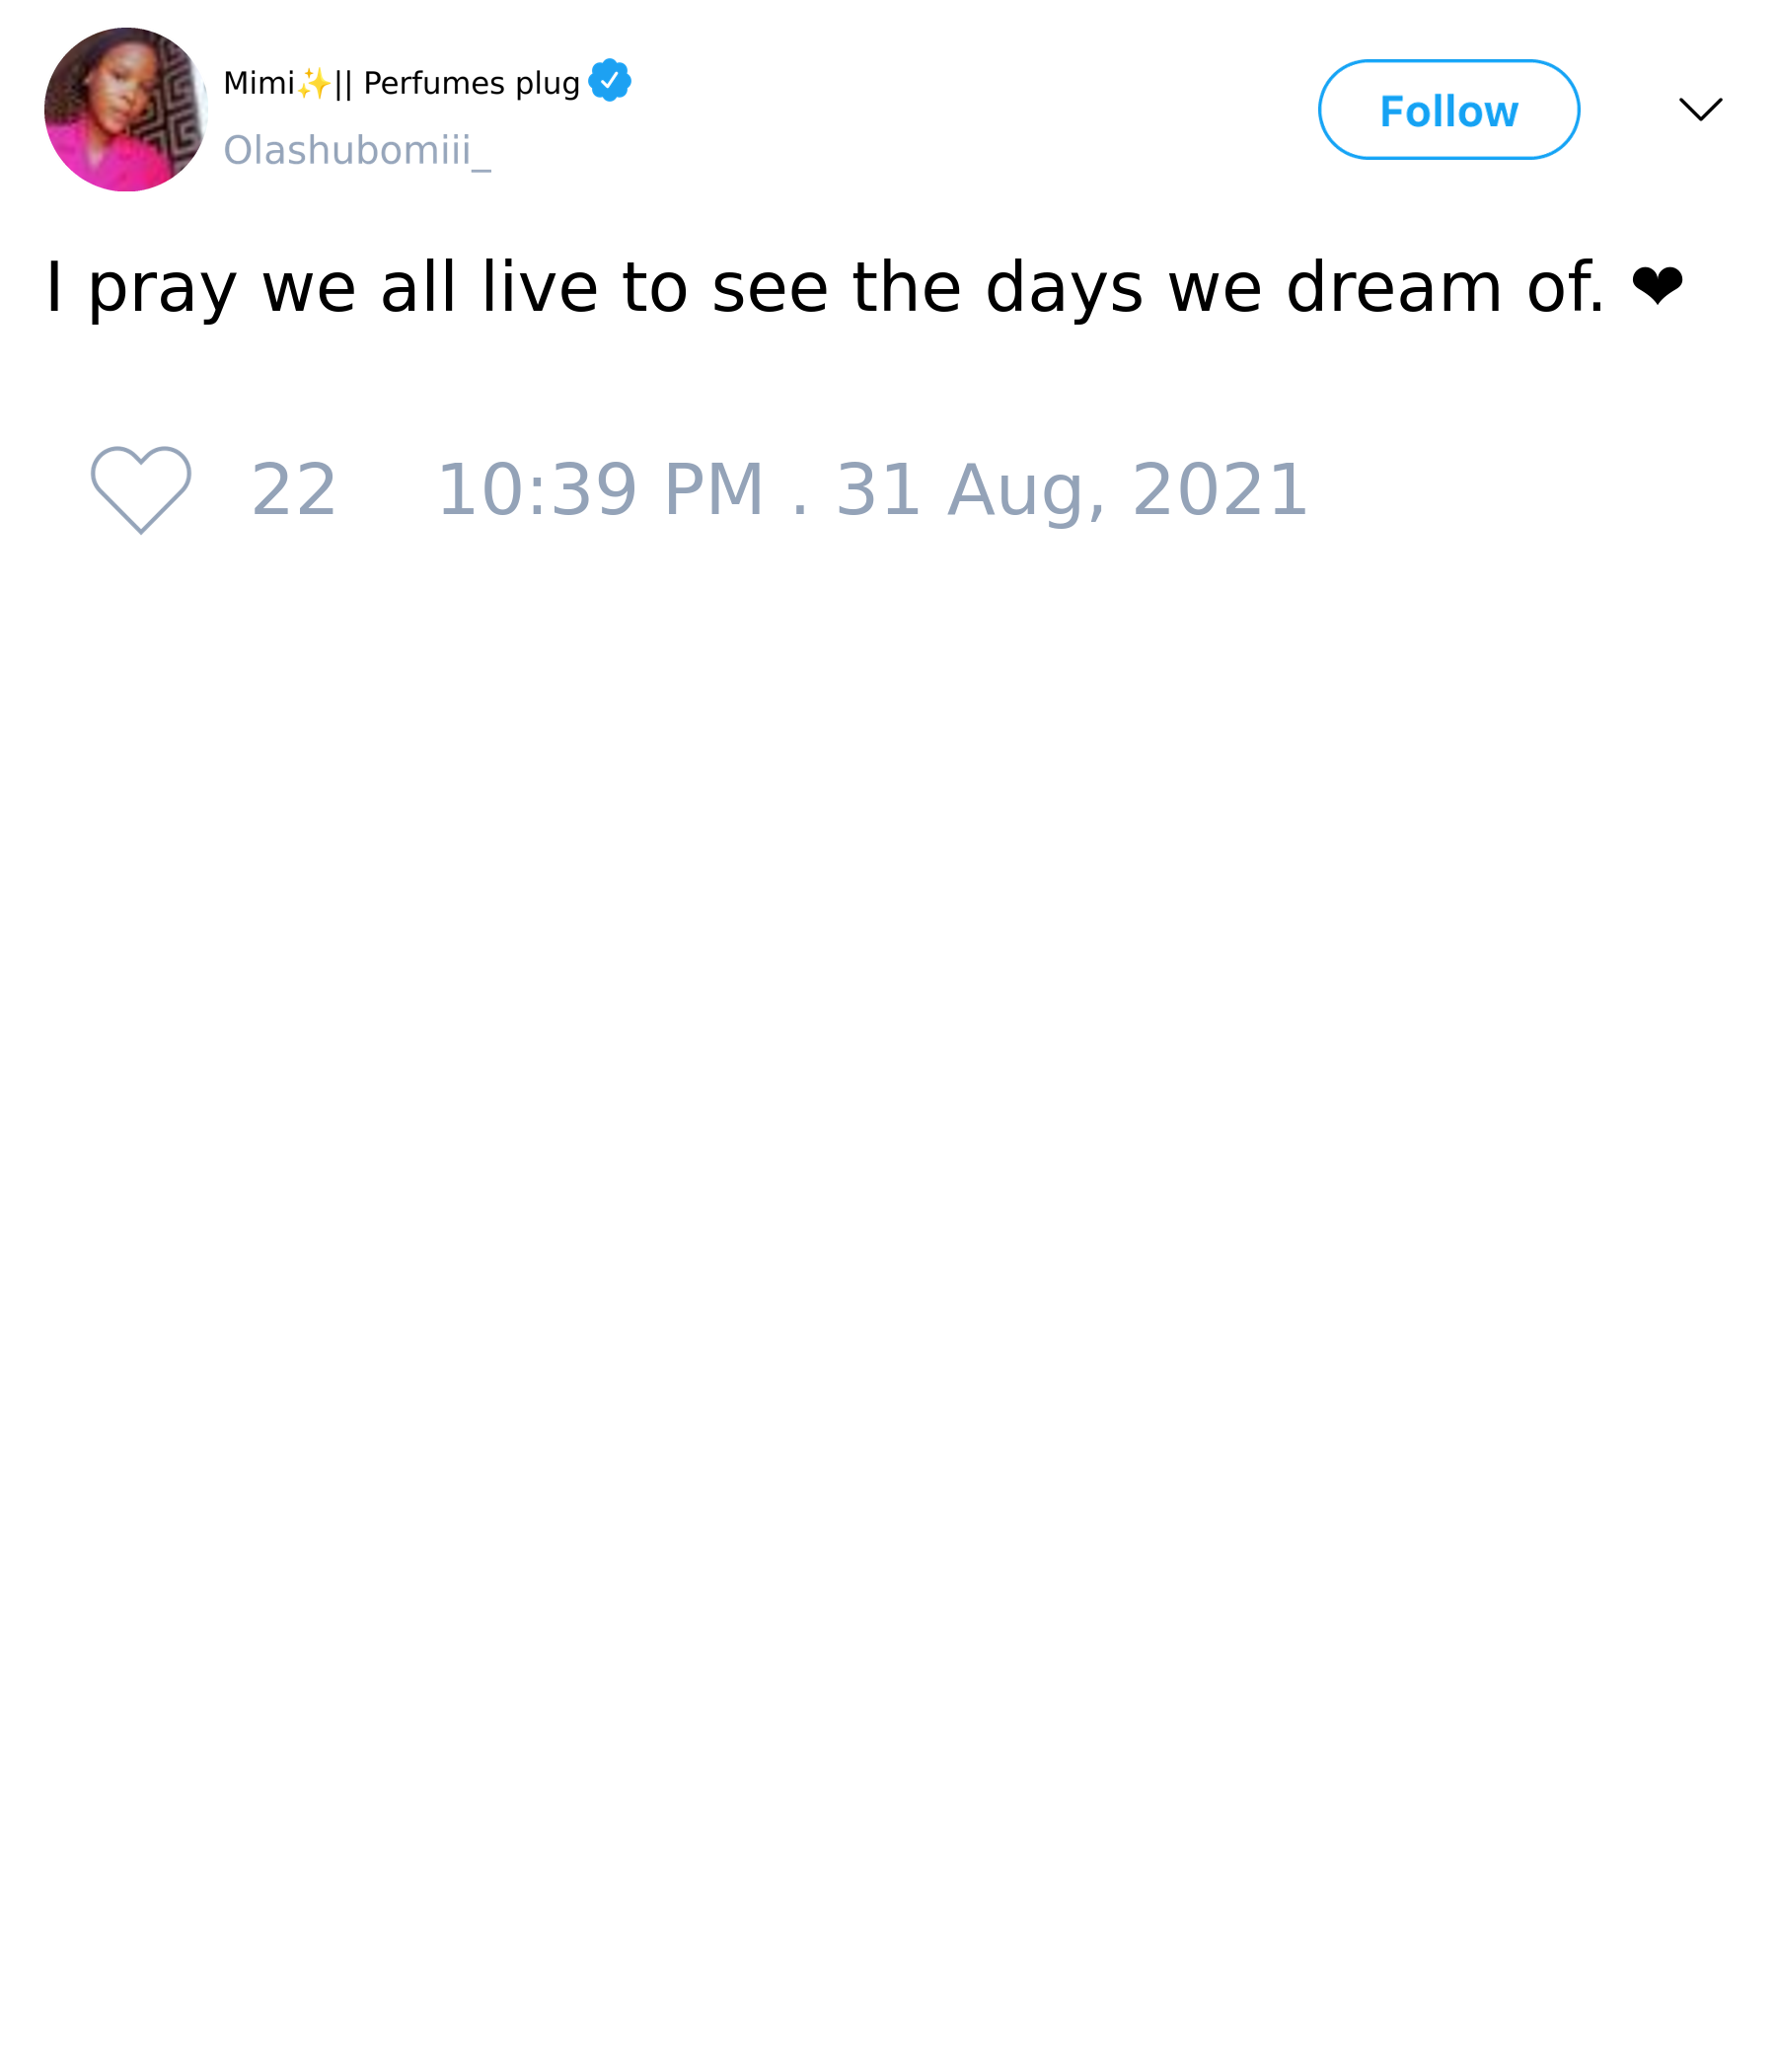 Mimi✨|| Perfumes plug
Olashubomiii_
Follow
I pray we all live to see the days we dream of. ❤
22 10:39 PM . 31 Aug, 2021